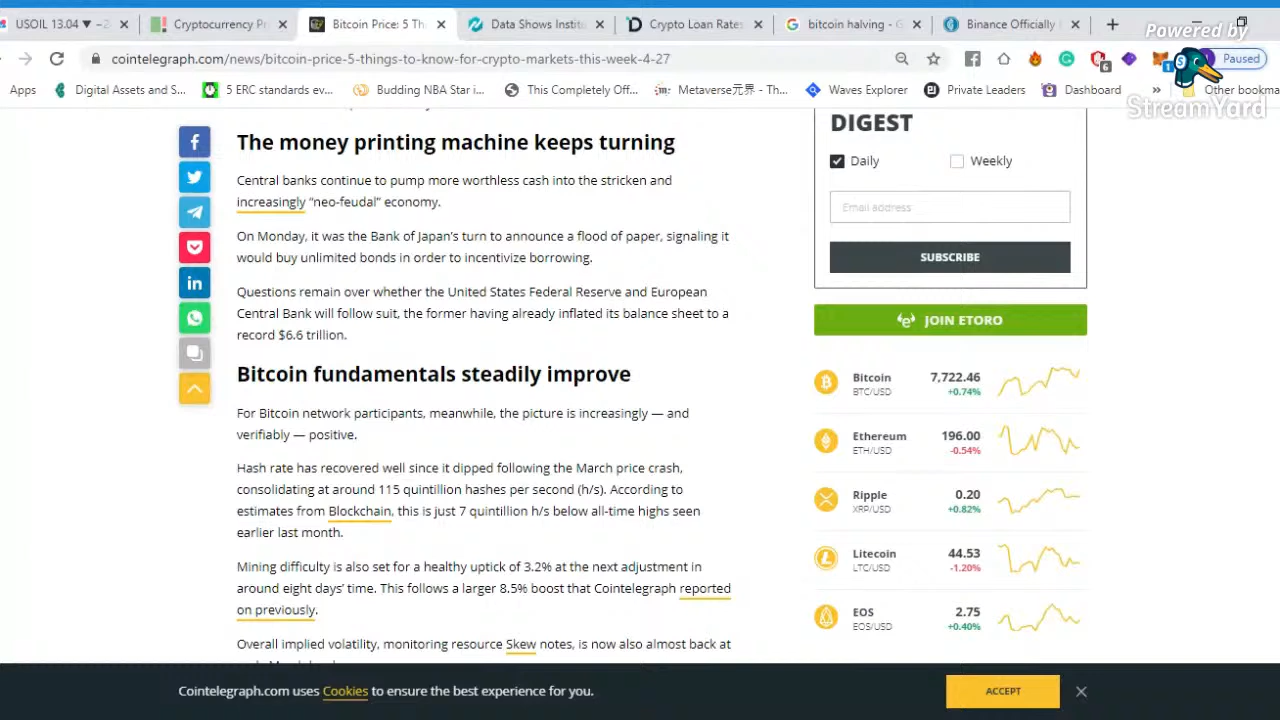 USOIL 13.04 ▼ −2
Cryptocurrency Pr
Bitcoin Price: 5 Th
Data Shows Instit
Crypto Loan Rates
bitcoin halving - G
Binance Officially
Powered by
StreamYard
cointelegraph.com/news/bitcoin-price-5-things-to-know-for-crypto-markets-this-week-4-27
6
1
Paused
Apps
Digital Assets and S...
5 ERC standards ev...
Budding NBA Star i...
This Completely Off...
Metaverse元界 - Th...
Waves Explorer
Private Leaders
Dashboard
»
Other bookma
The money printing machine keeps turning
Central banks continue to pump more worthless cash into the stricken and
increasingly “neo-feudal” economy.
On Monday, it was the Bank of Japan’s turn to announce a flood of paper, signaling it
would buy unlimited bonds in order to incentivize borrowing.
Questions remain over whether the United States Federal Reserve and European
Central Bank will follow suit, the former having already inflated its balance sheet to a
record $6.6 trillion.
Bitcoin fundamentals steadily improve
For Bitcoin network participants, meanwhile, the picture is increasingly — and
verifiably — positive.
Hash rate has recovered well since it dipped following the March price crash,
consolidating at around 115 quintillion hashes per second (h/s). According to
estimates from Blockchain, this is just 7 quintillion h/s below all-time highs seen
earlier last month.
Mining difficulty is also set for a healthy uptick of 3.2% at the next adjustment in
around eight days’ time. This follows a larger 8.5% boost that Cointelegraph reported
on previously.
Overall implied volatility, monitoring resource Skew notes, is now also almost back at
DIGEST
Daily
Weekly
Email address
SUBSCRIBE
JOIN ETORO
Bitcoin 7,722.46
BTC/USD +0.74%
Ethereum 196.00
ETH/USD -0.54%
Ripple 0.20
XRP/USD +0.82%
Litecoin 44.53
LTC/USD -1.20%
EOS 2.75
EOS/USD +0.40%
Cointelegraph.com uses Cookies to ensure the best experience for you.
ACCEPT